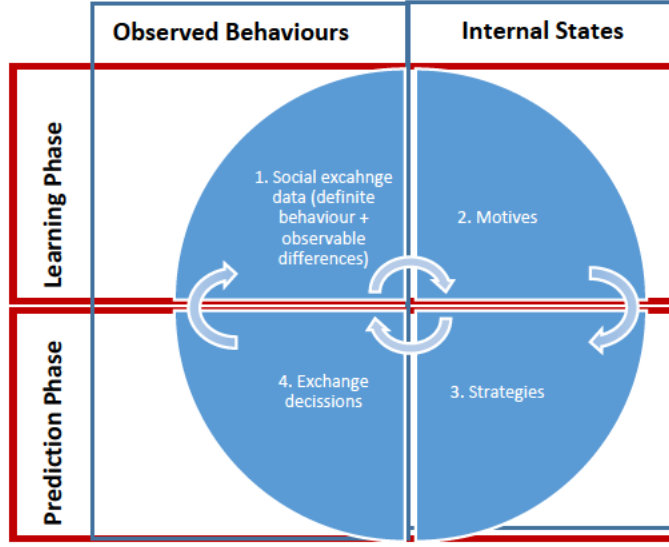 Observed Behaviours
Internal States
Learning Phase
1. Social excahnge
data (definite
behaviour +
observable
differences)
2. Motives
Prediction Phase
4. Exchange
decissions
3. Strategies